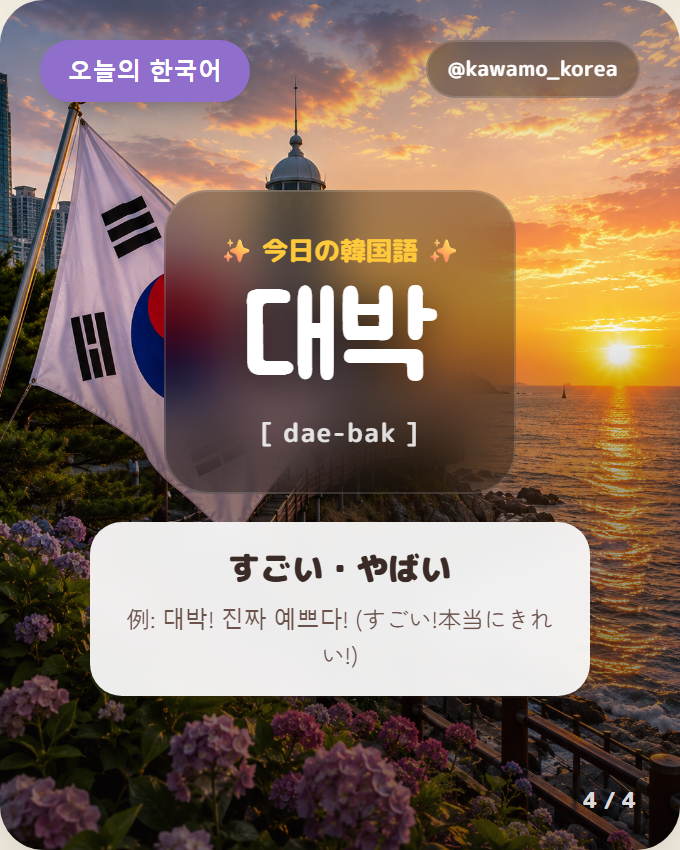 오늘의 한국어
@kawamo_korea
✨ 今日の韓国語 ✨
대박
[ dae-bak ]
すごい・やばい
例: 대박! 진짜 예쁘다! (すごい!本当にきれ
い!)
4 / 4